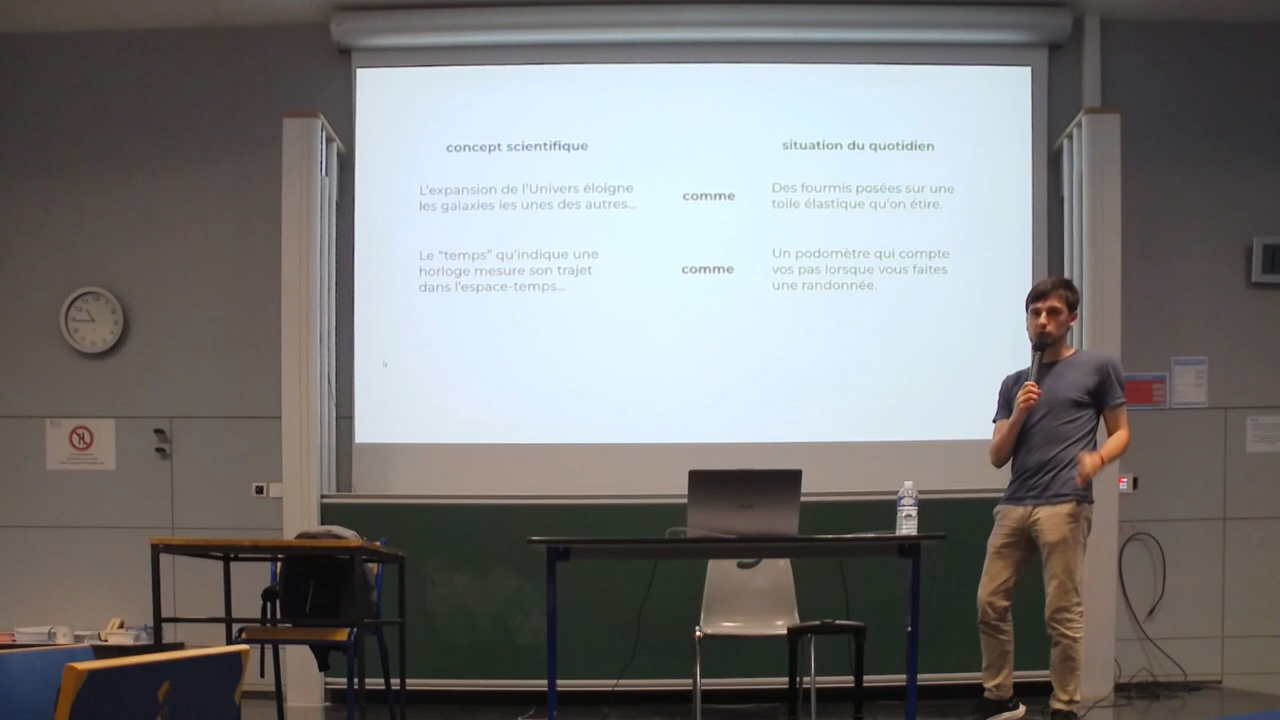 concept scientifique
situation du quotidien
L'expansion de l'Univers éloigne
les galaxies les unes des autres...
comme
Des fourmis posées sur une
toile élastique qu'on étire.
Le "temps" qu'indique une
horloge mesure son trajet
dans l'espace-temps...
comme
Un podomètre qui compte
vos pas lorsque vous faites
une randonnée.